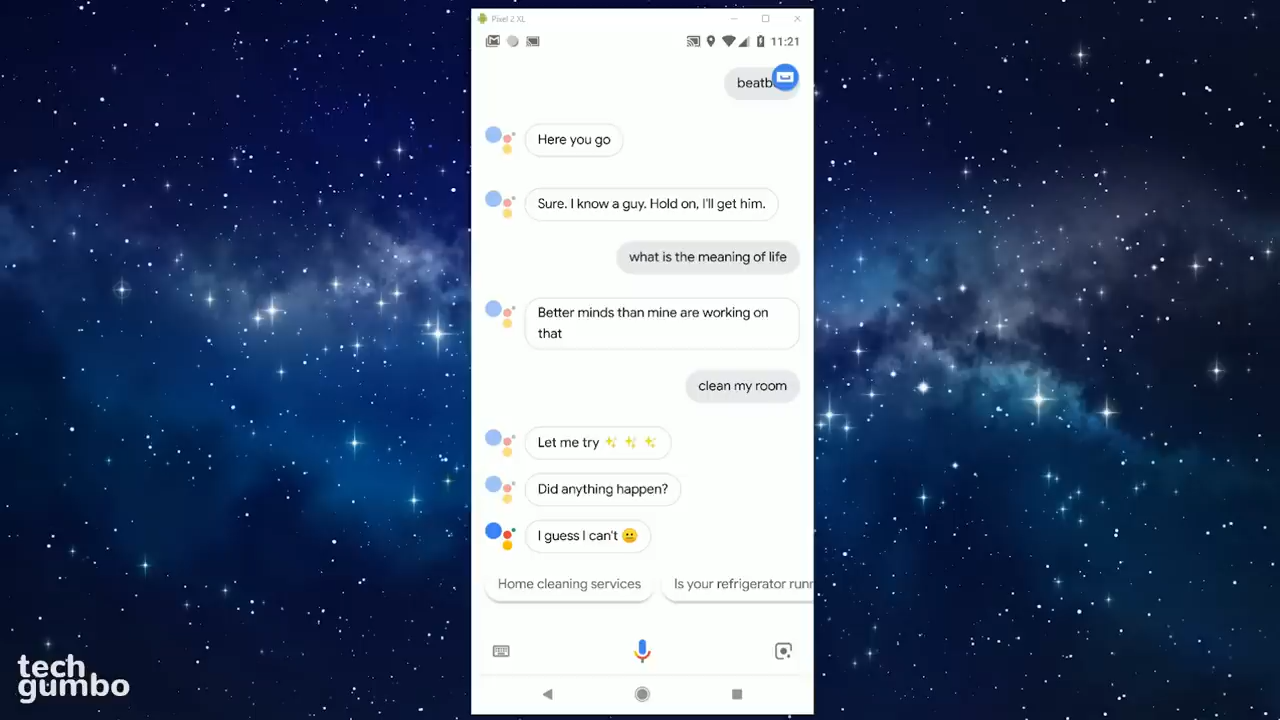 Pixel 2 XL
11:21
Here you go
Sure. I know a guy. Hold on, I'll get him.
what is the meaning of life
Better minds than mine are working on
that
clean my room
Let me try ✨ ✨ ✨
Did anything happen?
I guess I can't 😐
Home cleaning services
Is your refrigerator
tech
gumbo